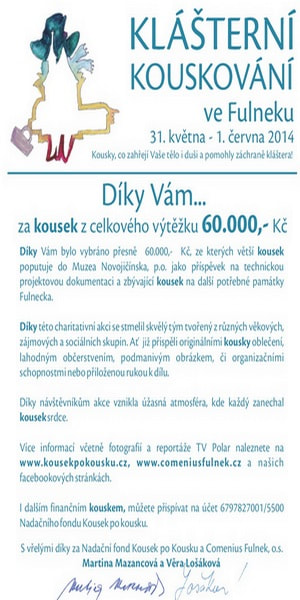 KLÁŠTERNÍ
KOUSKOVÁNÍ
ve Fulneku
31. května - 1. června 2014
Kousky, co zahřejí Vaše tělo i duši a pomohly záchraně kláštera!
Díky Vám...
za kousek z celkového výtěžku 60.000,- Kč
Díky Vám bylo vybráno přesně 60.000,- Kč, ze kterých větší kousek
poputuje do Muzea Novojičínska, p.o. jako příspěvek na technickou
projektovou dokumentaci a zbývající kousek na další potřebné památky
Fulnecka.
Díky této charitativní akci se stmelil skvělý tým tvořený z různých věkových,
zájmových a sociálních skupin. Ať již přispěli originálními kousky oblečení,
lahodným občerstvením, podmanivým obrázkem, či organizačními
schopnostmi nebo přiloženou rukou k dílu.
Díky návštěvníkům akce vznikla úžasná atmosféra, kde každý zanechal
kousek srdce.
Více informací včetně fotografií a reportáže TV Polar naleznete na
www.kousekpokousku.cz, www.comeniusfulnek.cz a našich
facebookových stránkách.
I dalším finančním kouskem, můžete přispívat na účet 6797827001/5500
Nadačního fondu Kousek po kousku.
S vřelými díky za Nadační fond Kousek po Kousku a Comenius Fulnek, o.s.
Martina Mazancová a Věra Lošáková